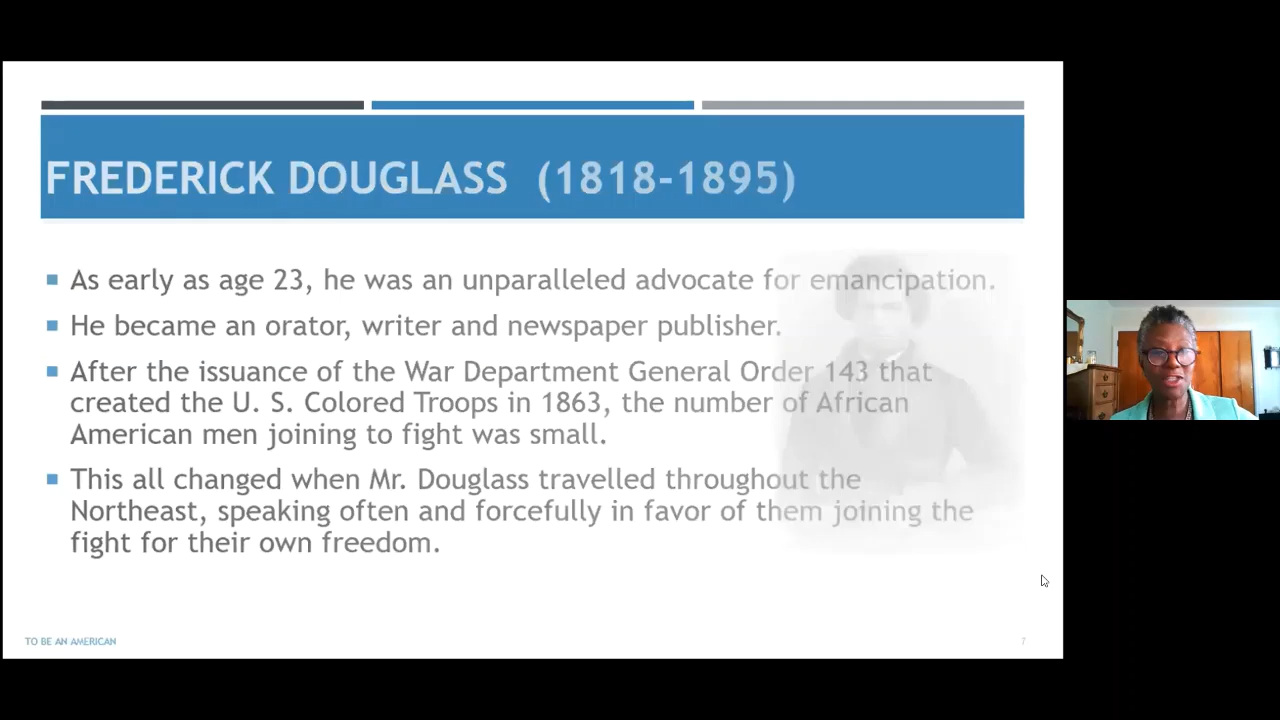 FREDERICK DOUGLASS (1818-1895)
As early as age 23, he was an unparalleled advocate for emancipation.
He became an orator, writer and newspaper publisher.
After the issuance of the War Department General Order 143 that
created the U. S. Colored Troops in 1863, the number of African
American men joining to fight was small.
This all changed when Mr. Douglass travelled throughout the
Northeast, speaking often and forcefully in favor of them joining the
fight for their own freedom.
TO BE AN AMERICAN
7